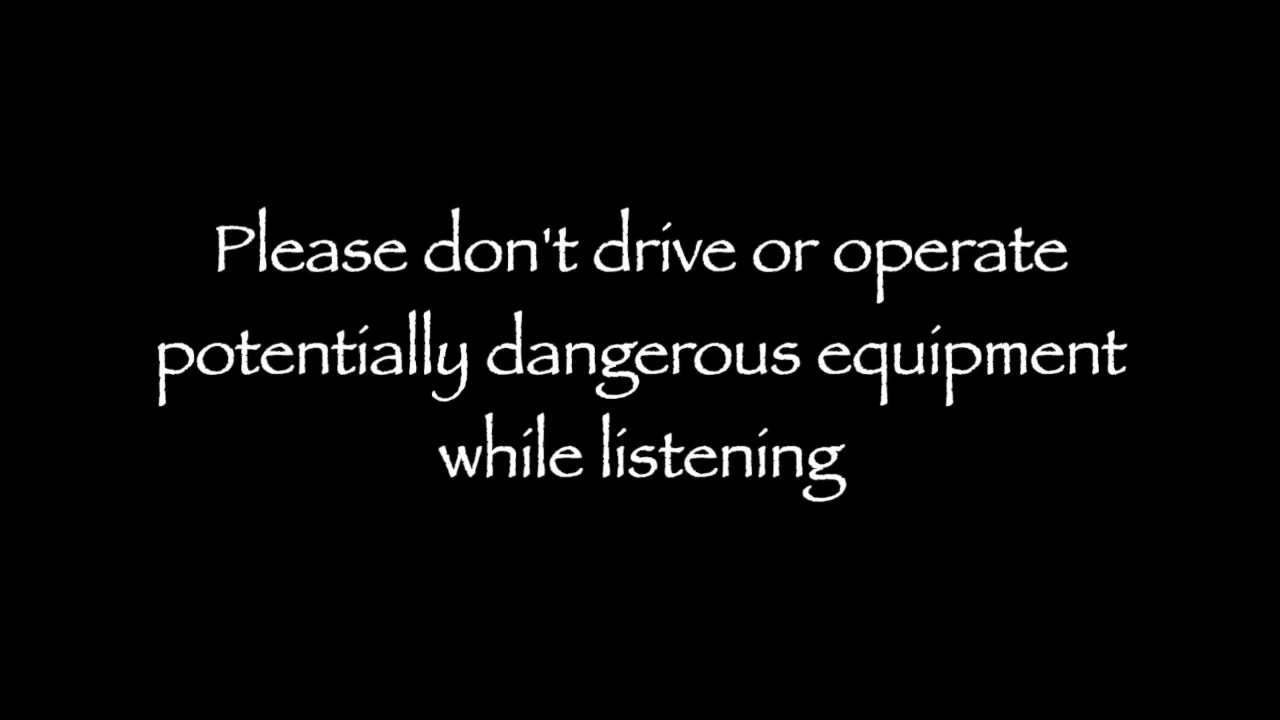 Please don't drive or operate
potentially dangerous equipment
while listening